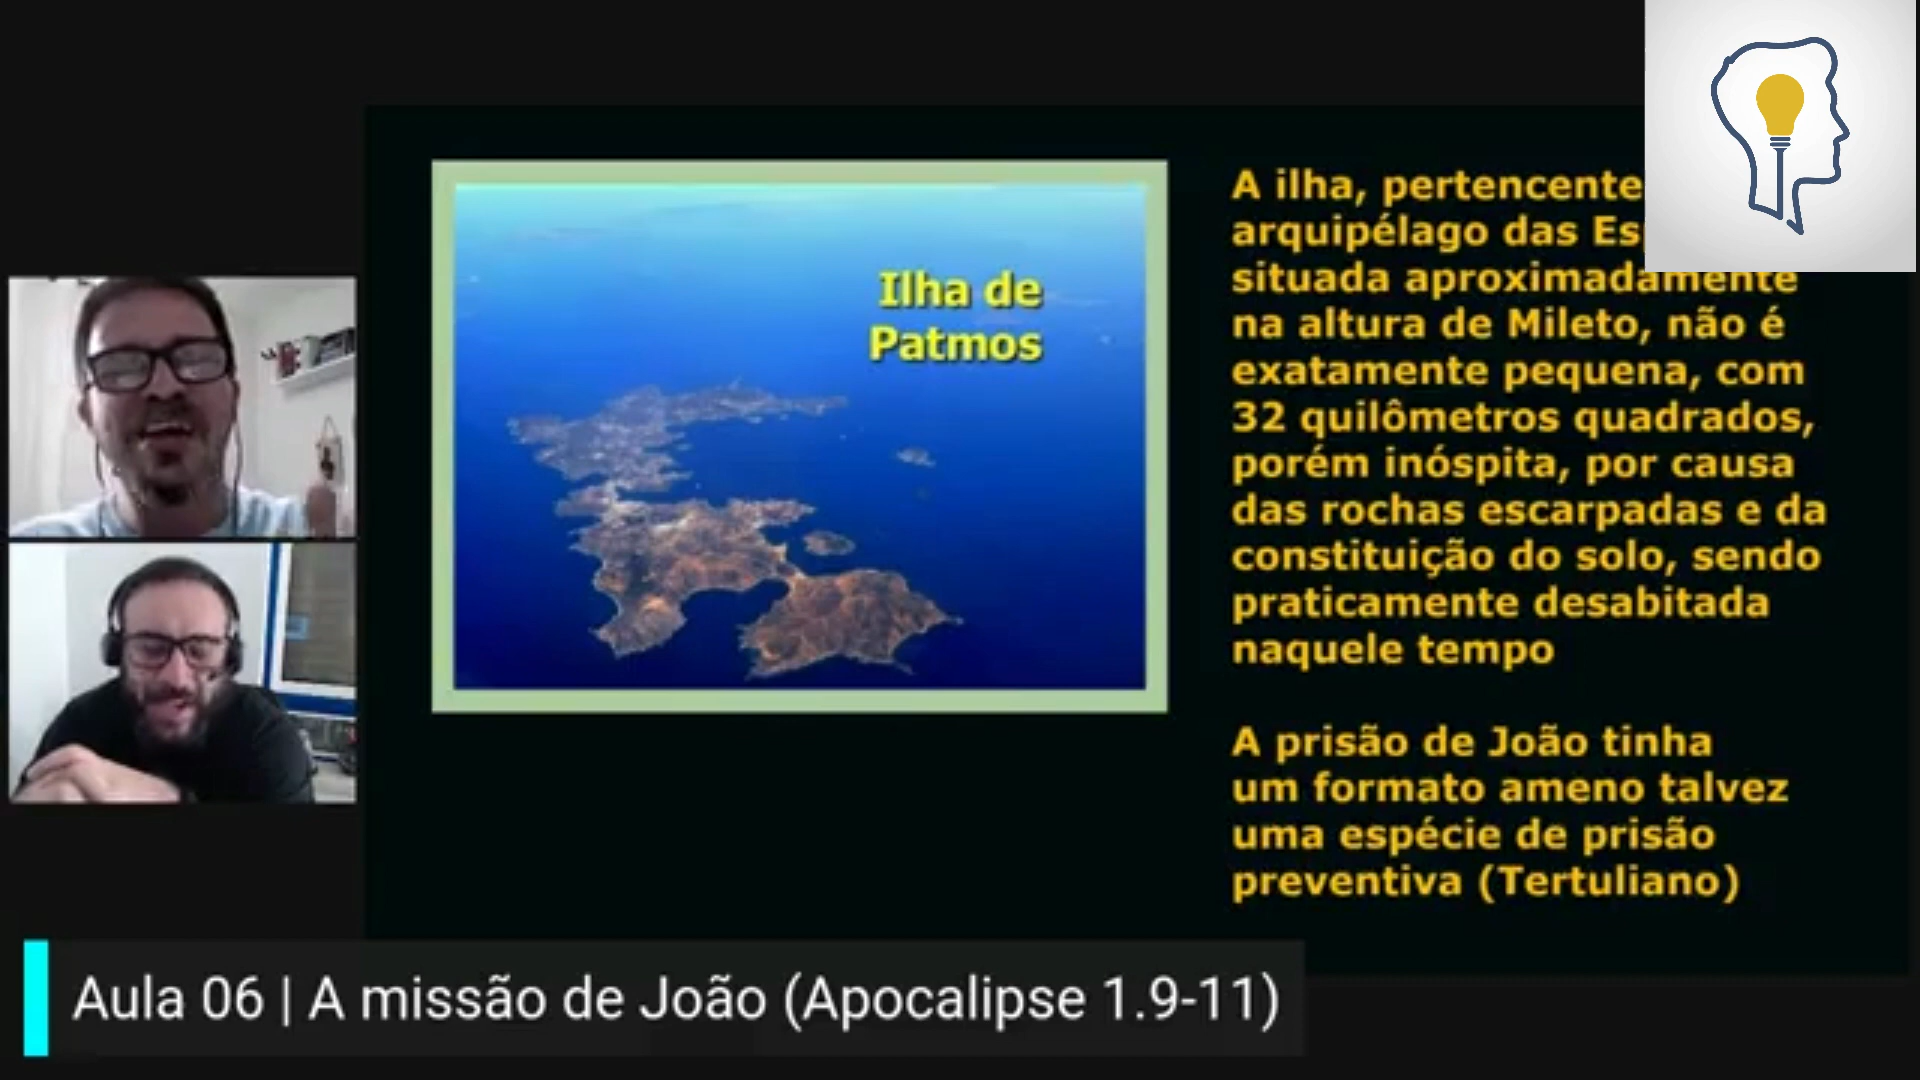 Ilha de
Patmos
A ilha, pertencente
arquipélago das
situada aproximadamente
na altura de Mileto, não é
exatamente pequena, com
32 quilômetros quadrados,
porém inóspita, por causa
das rochas escarpadas e da
constituição do solo, sendo
praticamente desabitada
naquele tempo
A prisão de João tinha
um formato ameno talvez
uma espécie de prisão
preventiva (Tertuliano)
Aula 06 | A missão de João (Apocalipse 1.9-11)